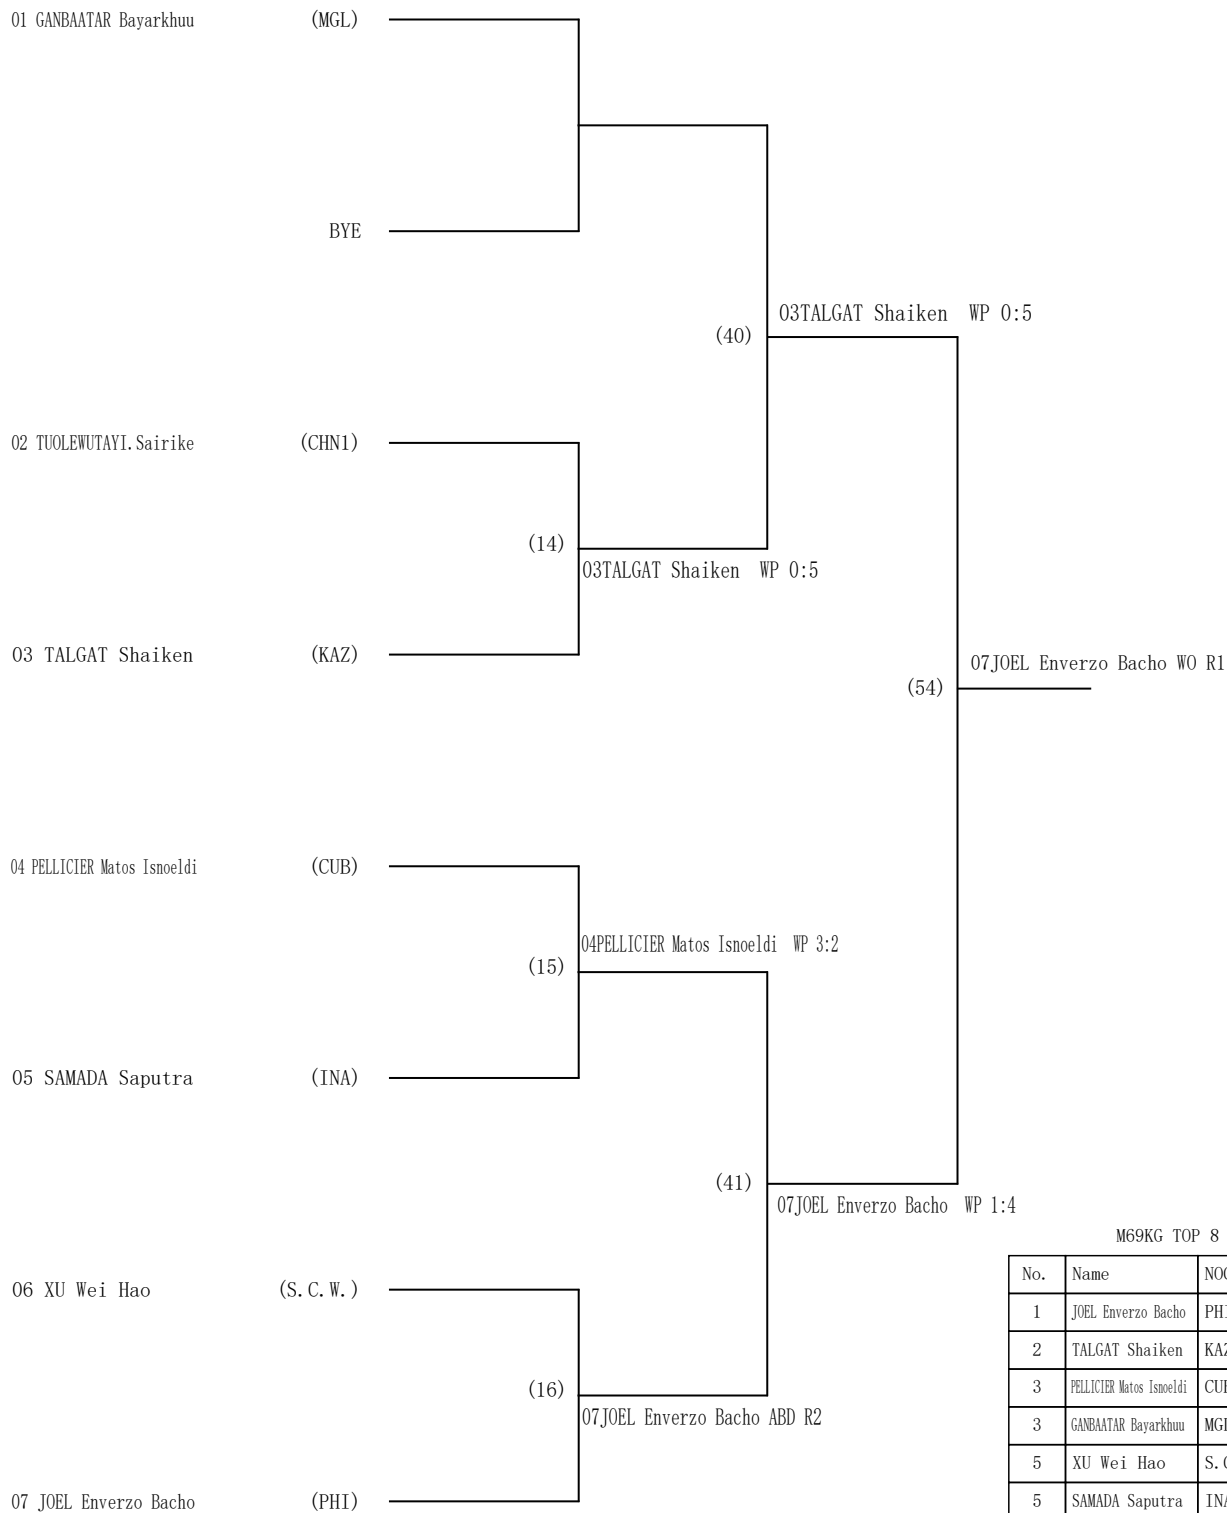 01 GANBAATAR Bayarkhuu (MGL)
BYE
03TALGAT Shaiken WP 0:5
(40)
02 TUOLEWUTAYI.Sairike (CHN1)
(14)
03TALGAT Shaiken WP 0:5
03 TALGAT Shaiken (KAZ)
07JOEL Enverzo Bacho WO R1
(54)
04 PELLICIER Matos Isnoeldi (CUB)
04PELLICIER Matos Isnoeldi WP 3:2
(15)
05 SAMADA Saputra (INA)
(41)
07JOEL Enverzo Bacho WP 1:4
06 XU Wei Hao (S.C.W.)
(16)
07JOEL Enverzo Bacho ABD R2
07 JOEL Enverzo Bacho (PHI)
M69KG TOP 8
No. Name
1 JOEL Enverzo Bacho PHI
2 TALGAT Shaiken KAZ
3 PELLICIER Matos Isnoeldi CUB
3 GANBAATAR Bayarkhuu MGL
5 XU Wei Hao
5 SAMADA Saputra INA